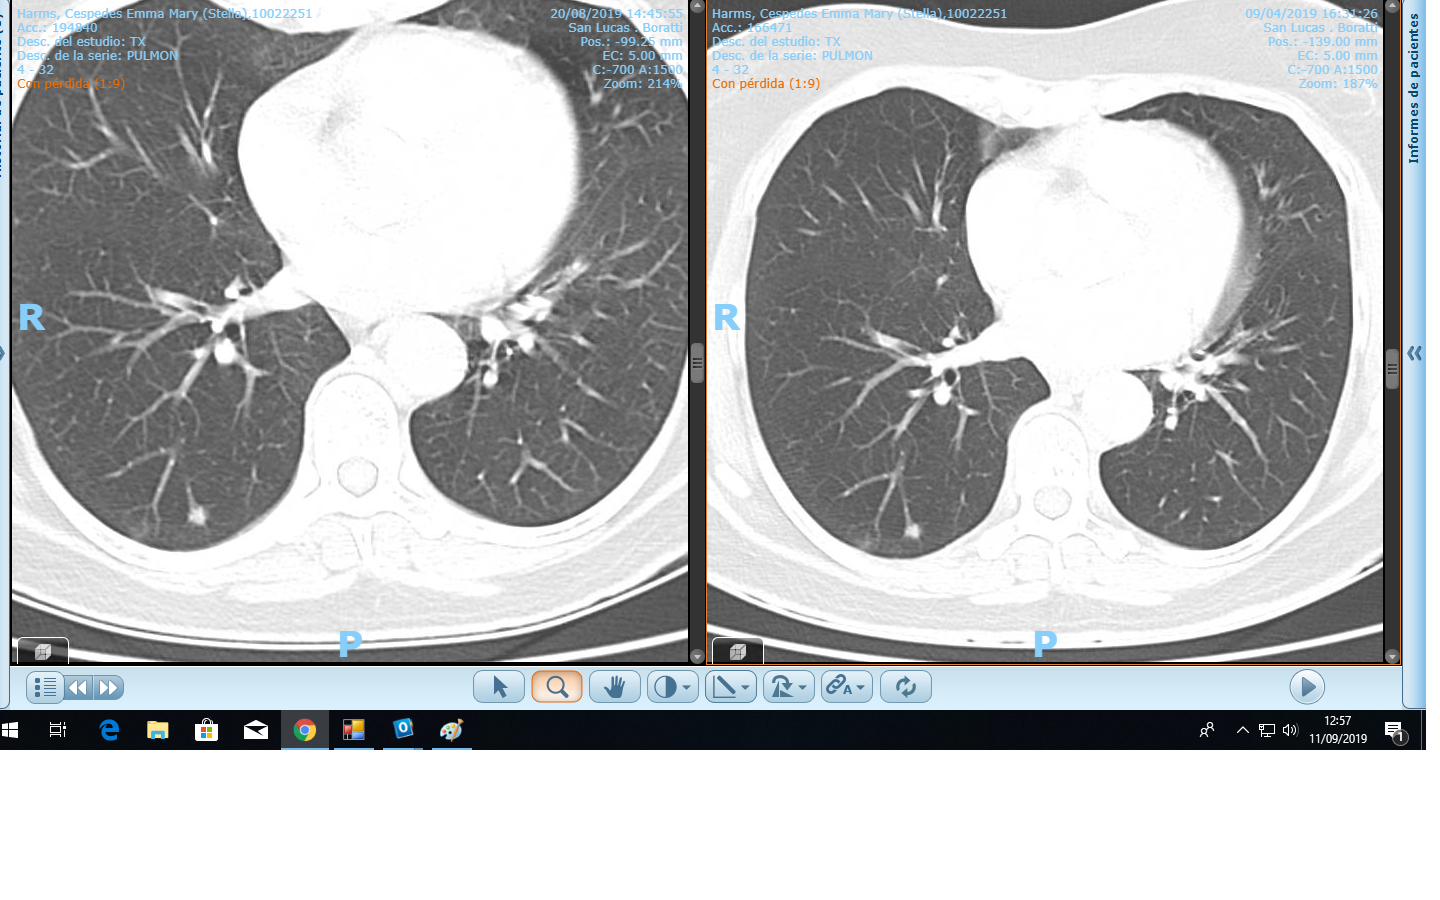 Harms, Cespedes Emma Mary (Stella),10022251
Acc.: 194840
Desc. del estudio: TX
Desc. de la serie: PULMON
4 - 32
Con pérdida (1:9)
20/08/2019 14:45:55
San Lucas . Boratti
Pos.: -99.25 mm
EC: 5.00 mm
C:-700 A:1500
Zoom: 214%
R
P
Harms, Cespedes Emma Mary (Stella),10022251
Acc.: 166471
Desc. del estudio: TX
Desc. de la serie: PULMON
4 - 32
Con pérdida (1:9)
09/04/2019 16:31:26
San Lucas . Boratti
Pos.: -139.00 mm
EC: 5.00 mm
C:-700 A:1500
Zoom: 187%
R
P
Informes de pacientes
A
12:57
11/09/2019
1